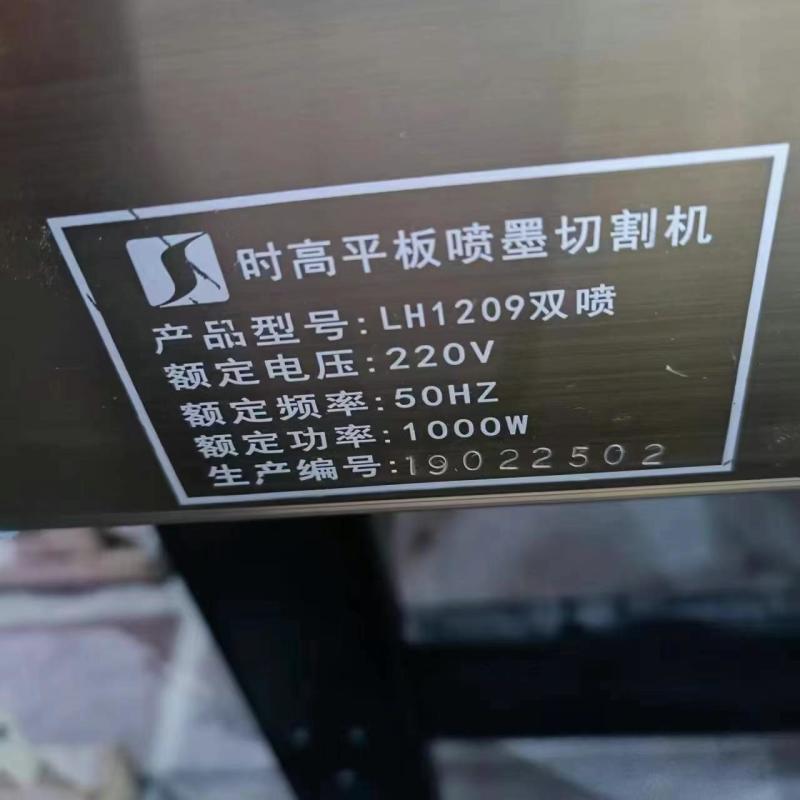 时高平板喷墨切割机
产品型号:LH1209双喷
额定电压:220V
额定频率:50HZ
额定功率:1000W
生产编号:19.022502